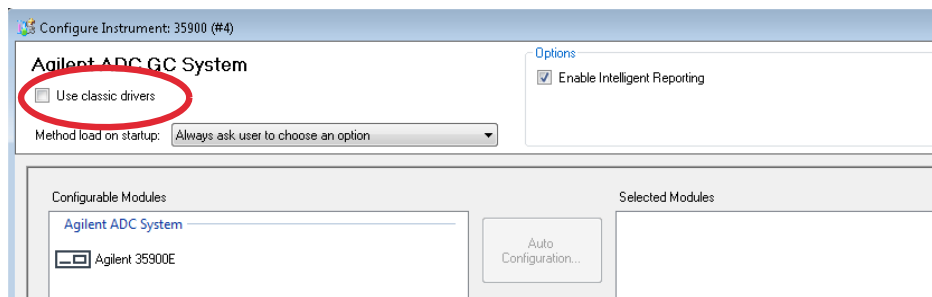 Configure Instrument: 35900 (#4)
Agilent ADC GC System
Options
Enable Intelligent Reporting
Use classic drivers
Method load on startup: Always ask user to choose an option
Configurable Modules
Selected Modules
Agilent ADC System
Agilent 35900E
Auto
Configuration...